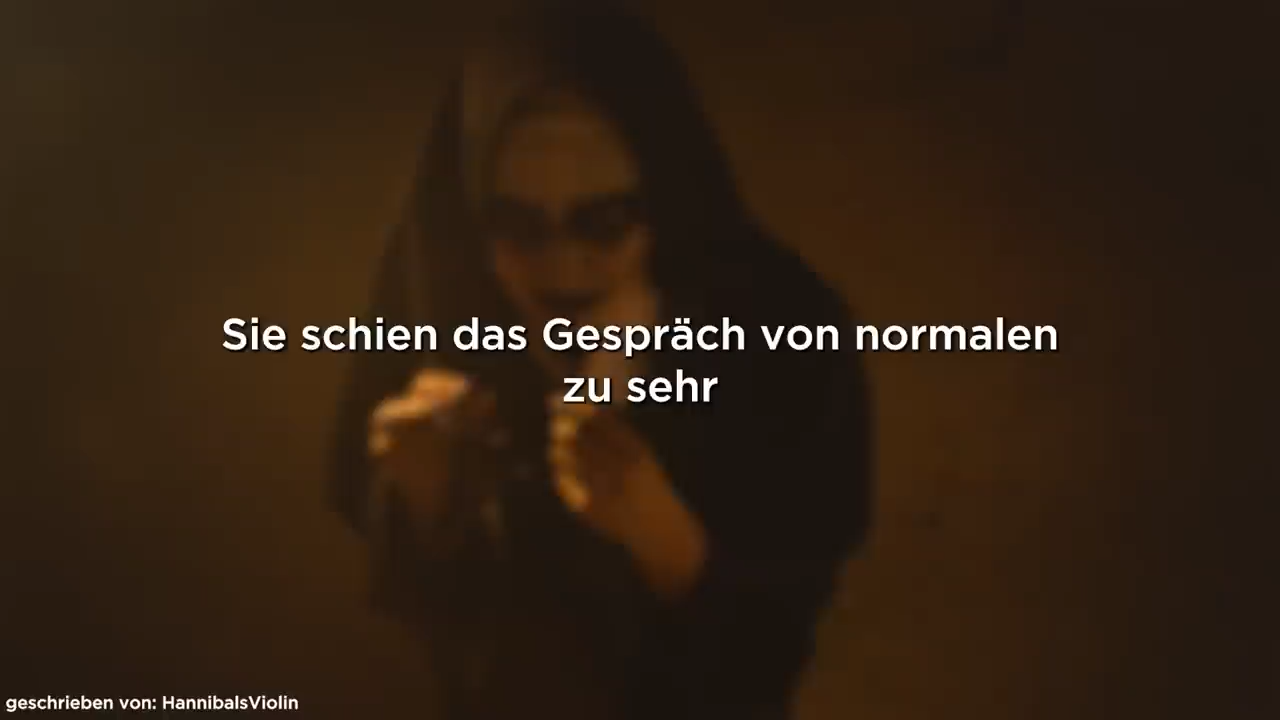 Sie schien das Gespräch von normalen
zu sehr
geschrieben von: HannibalsViolin